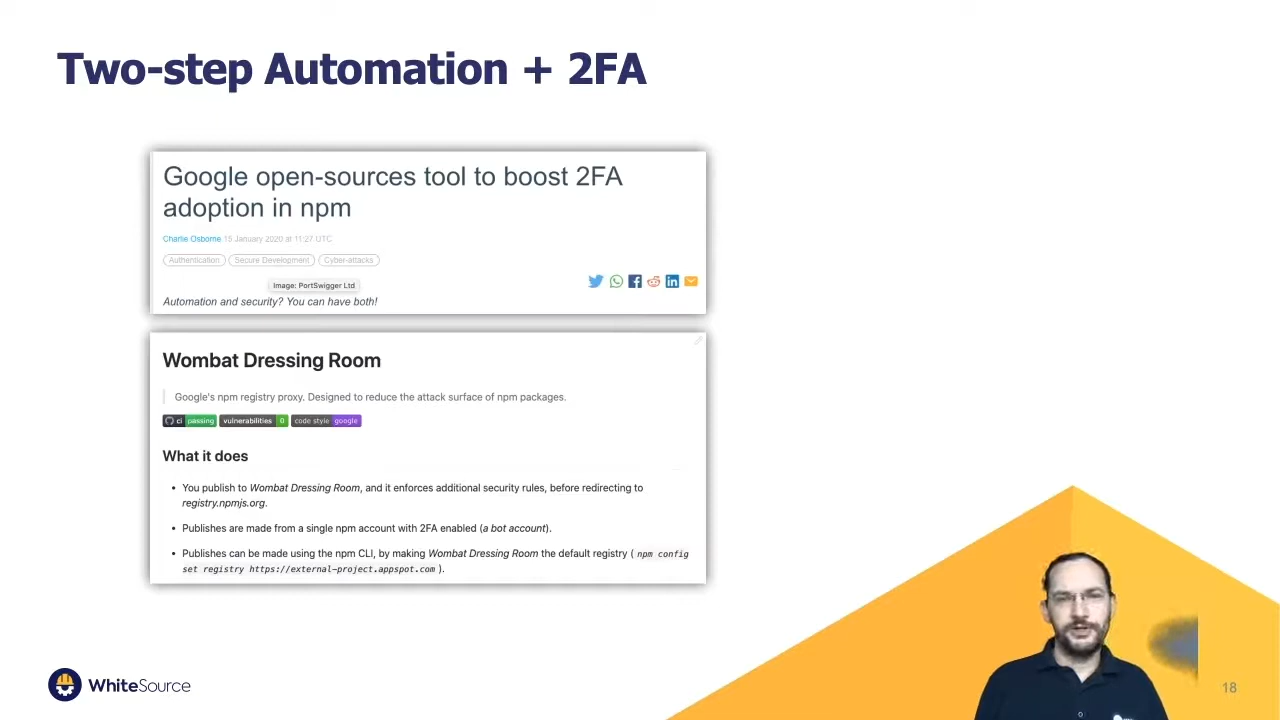 Two-step Automation + 2FA
Google open-sources tool to boost 2FA
adoption in npm
Charlie Osborne 15 January 2020 at 11:27 UTC
Authentication Secure Development Cyber-attacks
Image: PortSwigger Ltd
Automation and security? You can have both!
Wombat Dressing Room
Google's npm registry proxy. Designed to reduce the attack surface of npm packages.
ci passing vulnerabilities 0 code style google
What it does
• You publish to Wombat Dressing Room, and it enforces additional security rules, before redirecting to
registry.npmjs.org.
• Publishes are made from a single npm account with 2FA enabled (a bot account).
• Publishes can be made using the npm CLI, by making Wombat Dressing Room the default registry ( npm config
set registry https://external-project.appspot.com ).
WhiteSource
18